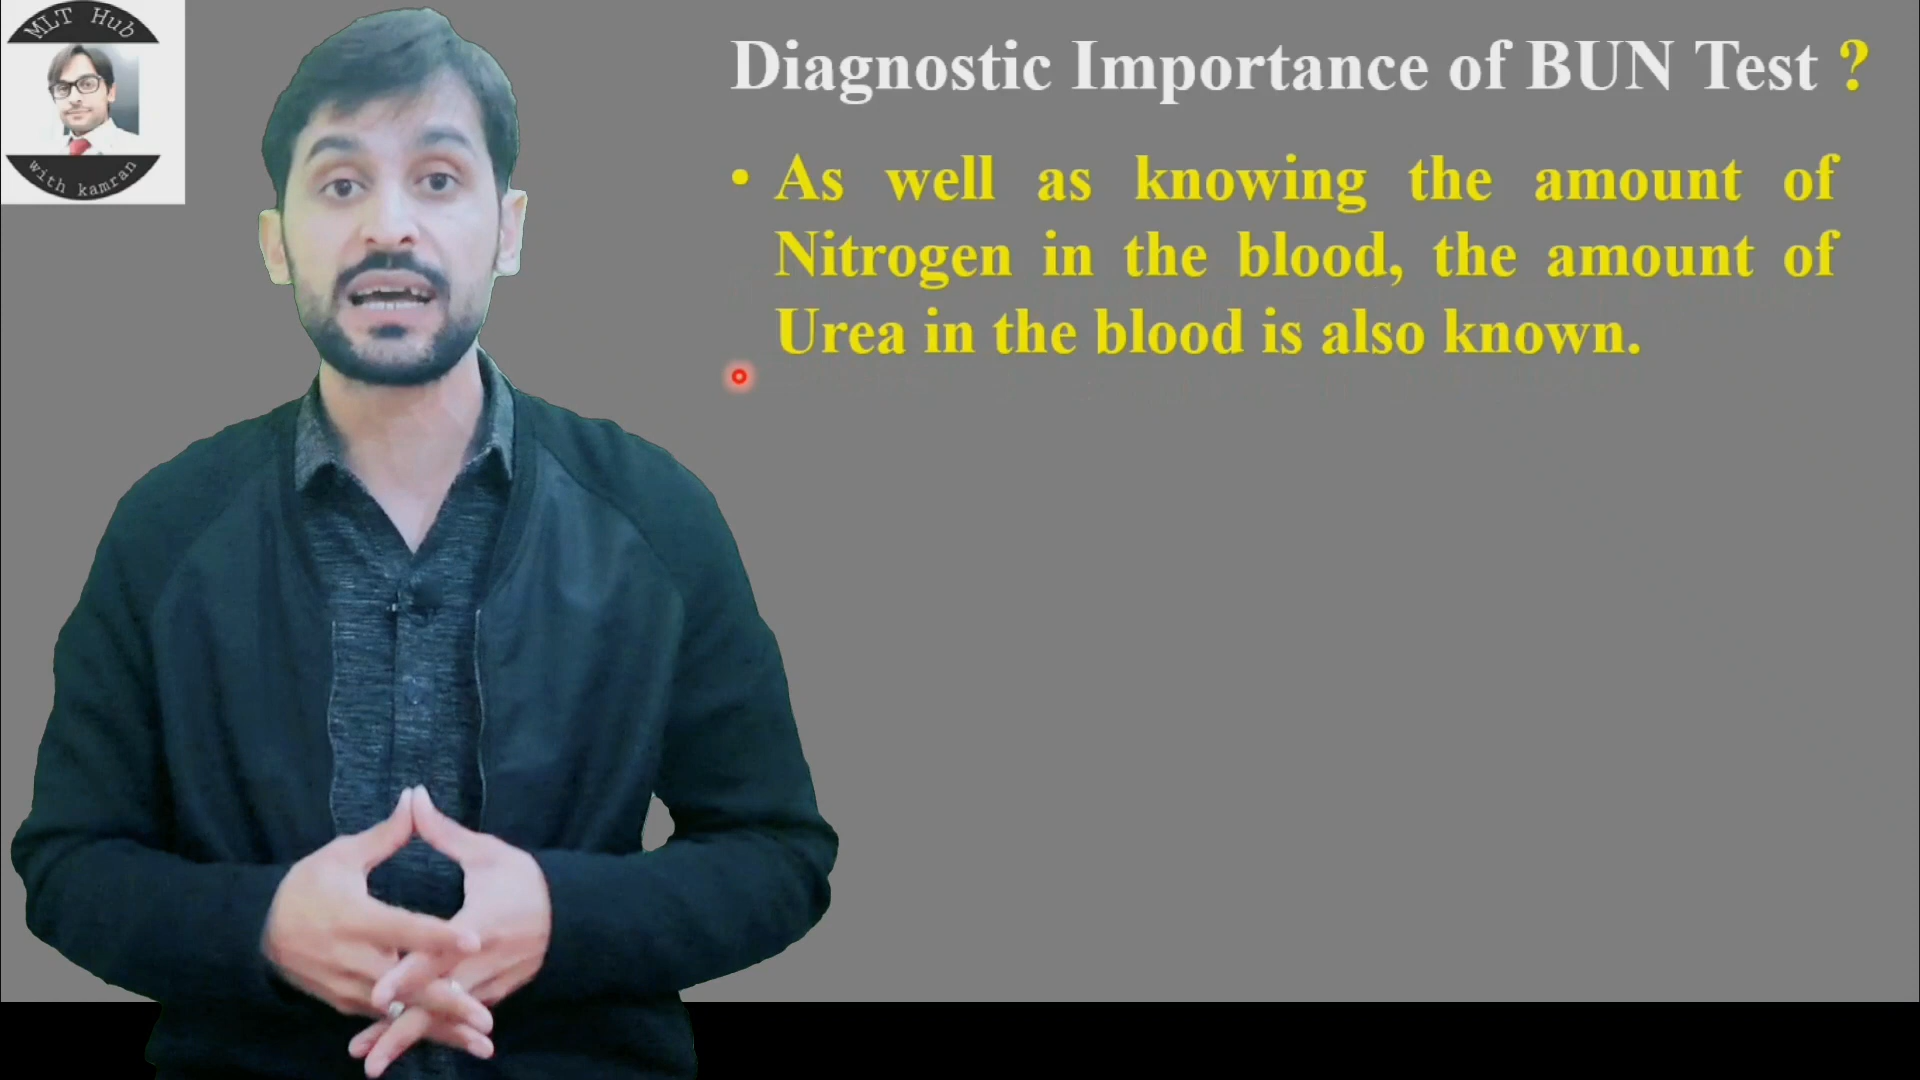 MLT Hub
with kamran
Diagnostic Importance of BUN Test ?
• As well as knowing the amount of
Nitrogen in the blood, the amount of
Urea in the blood is also known.